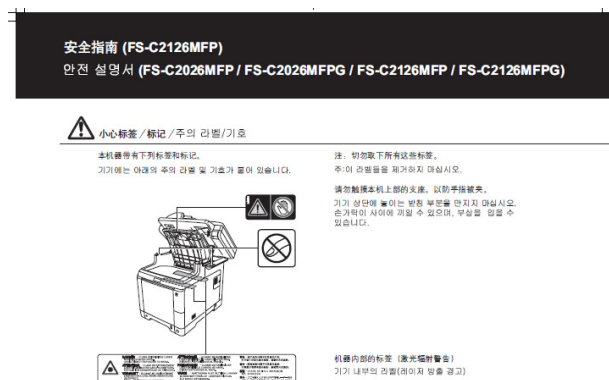 安全指南 (FS-C2126MFP)
안전 설명서 (FS-C2026MFP / FS-C2026MFPG / FS-C2126MFP / FS-C2126MFPG)
小心标签 / 标记 / 주의 라벨/기호
本机器带有下列标签和标记。
기기에는 아래의 주의 라벨 및 기호가 붙어 있습니다.
注：切勿取下所有这些标签。
주:이 라벨들을 제거하지 마십시오.
请勿触摸本机上部的支座。以防手指被夹。
기기 상단에 놓이는 받침 부분을 만지지 마십시오.
손가락이 사이에 끼일 수 있으며, 부상을 입을 수
있습니다.
机器内部的标签（激光辐射警告）
기기 내부의 라벨(레이저 방출 경고)